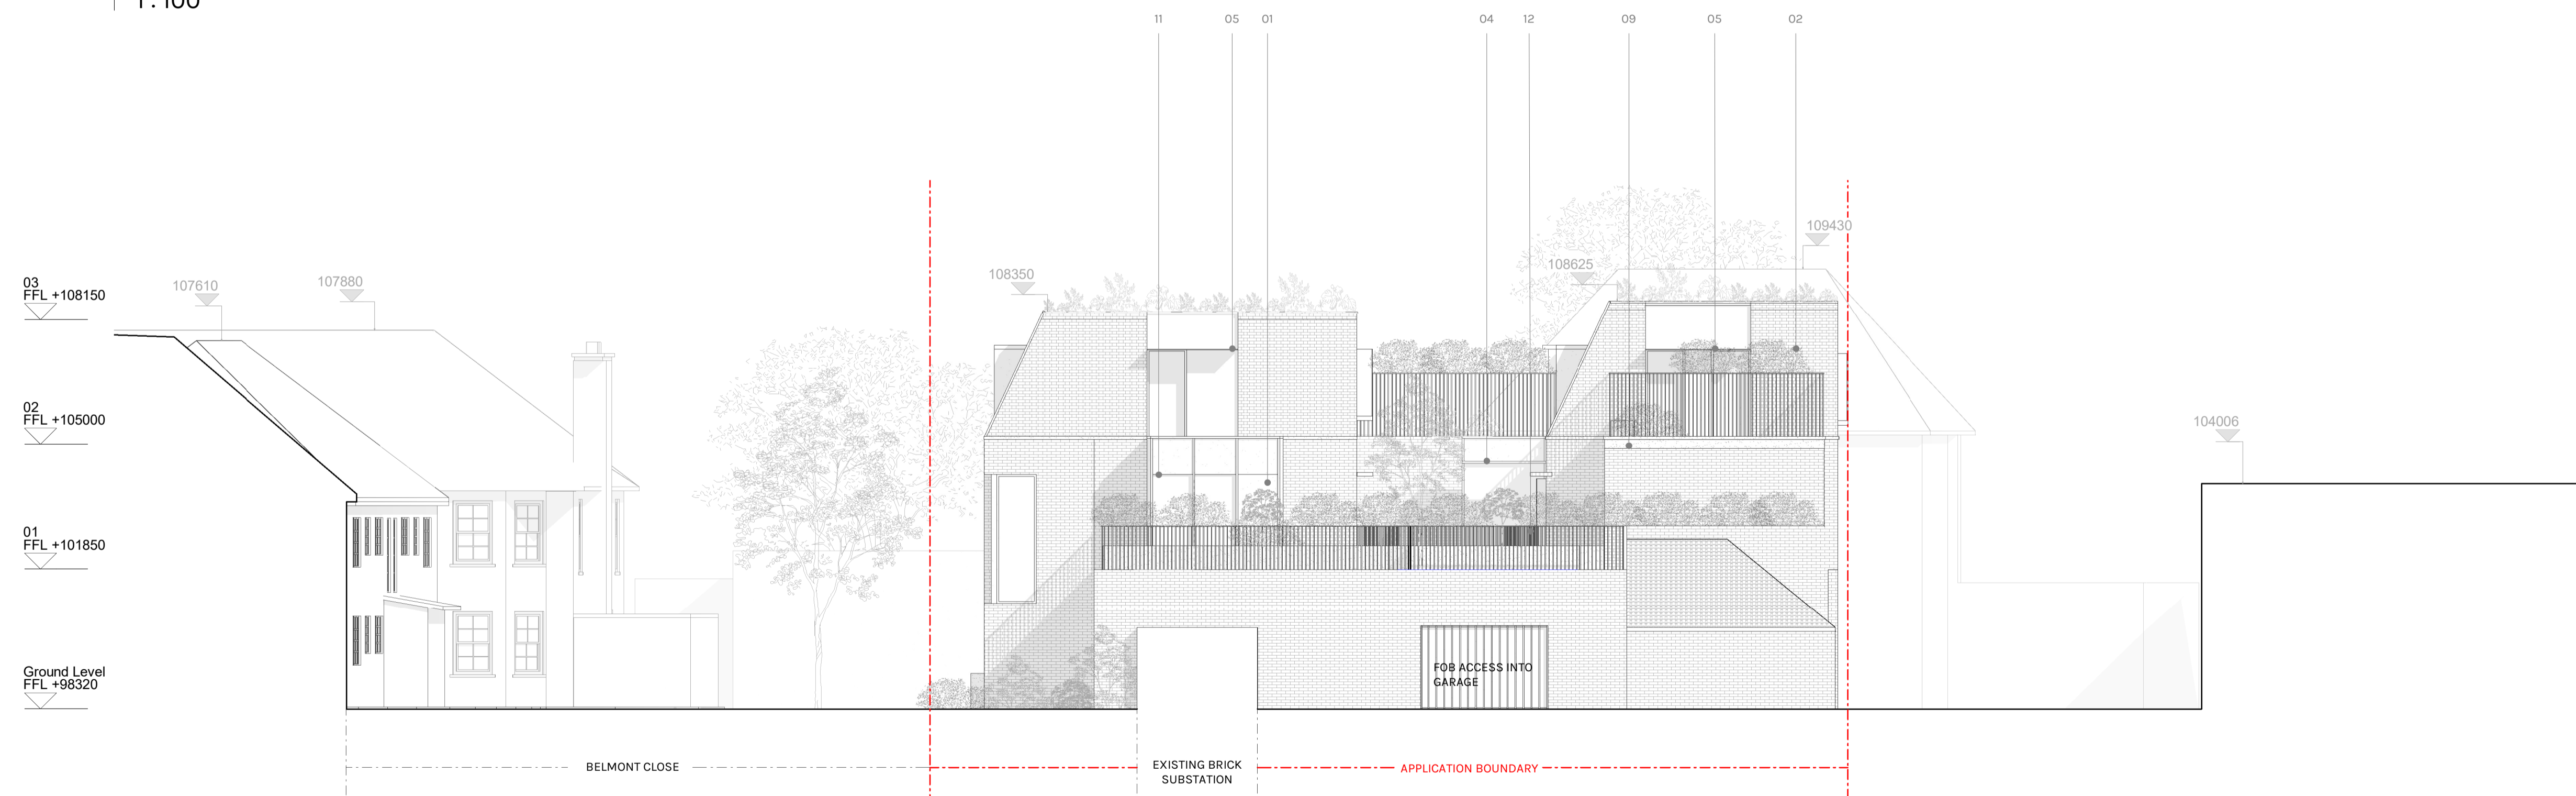 1 : 100
11
05
01
04
12
09
05
02
109430
108625
108350
107880
107610
03
FFL +108150
02
FFL +105000
104006
01
FFL +101850
Ground Level
FFL +98320
FOB ACCESS INTO
GARAGE
BELMONT CLOSE
EXISTING BRICK
SUBSTATION
APPLICATION BOUNDARY